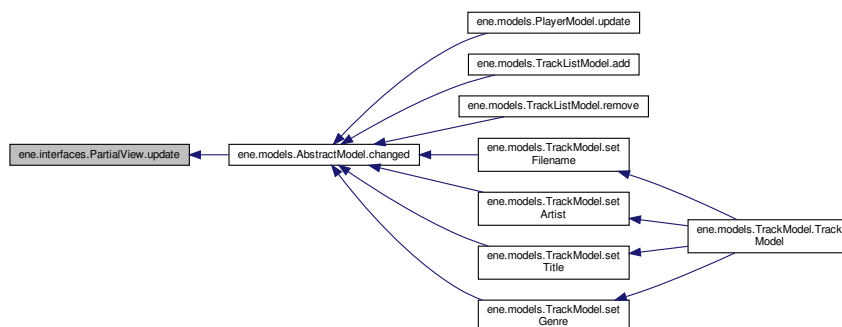 ene.models.PlayerModel.update
ene.models.TrackListModel.add
ene.models.TrackListModel.remove
ene.interfaces.PartialView.update
ene.models.AbstractModel.changed
ene.models.TrackModel.set
Filename
ene.models.TrackModel.set
Artist
ene.models.TrackModel.Track
Model
ene.models.TrackModel.set
Title
ene.models.TrackModel.set
Genre